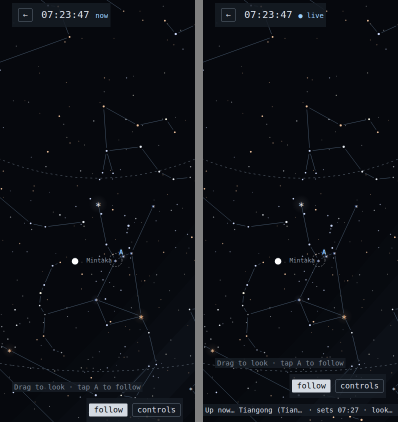 ← 07:23:47 now
Mintaka A
Drag to look · tap A to follow
follow controls
← 07:23:47 ● live
Mintaka A
Drag to look · tap A to follow
follow controls
Up now… Tiangong (Tian… · sets 07:27 · look…